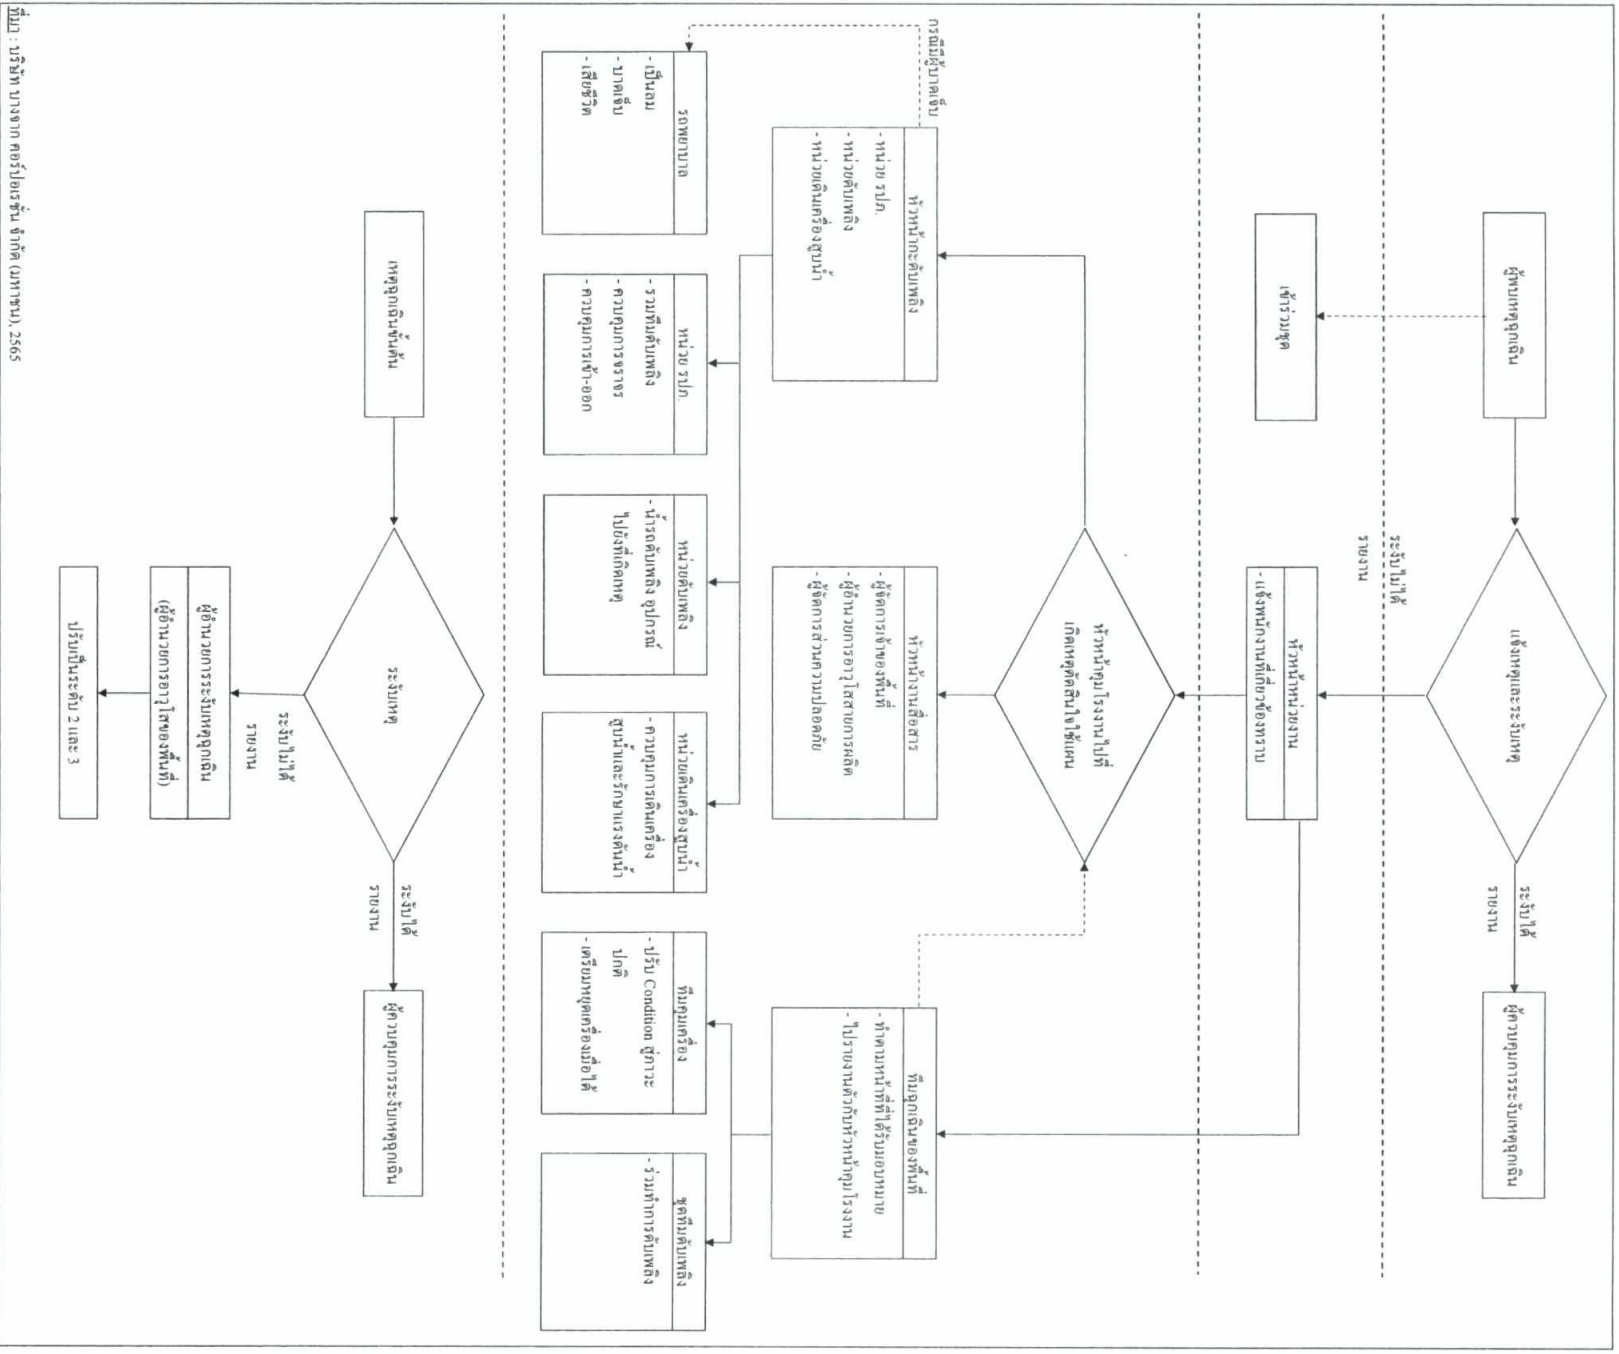 ผู้พบเหตุฉุกเฉิน
แจ้งเหตุและระงับเหตุ
ระงับได้
รายงาน
ผู้ควบคุมการระงับเหตุฉุกเฉิน
ระงับไม่ได้
รายงาน
เข้าร่วมชุด
หัวหน้าหน่วยงาน
- แจ้งพนักงานที่เกี่ยวข้องทราบ
หัวหน้าคุมโรงงานไปที่
เกิดเหตุตัดสินใจใช้แผน
กรณีมีผู้บาดเจ็บ
หัวหน้ากะดับเพลิง
- หน่วย รปภ.
- หน่วยดับเพลิง
- หน่วยเดินเครื่องสูบน้ำ
หัวหน้างานสื่อสาร
- ผู้จัดการเจ้าของพื้นที่
- ผู้อำนวยการอาวุโสสายการผลิต
- ผู้จัดการส่วนความปลอดภัย
ทีมฉุกเฉินของพื้นที่
- ทำตามหน้าที่ที่ได้รับมอบหมาย
- ไปรายงานตัวกับหัวหน้าคุมโรงงาน
รถพยาบาล
- เป็นลม
- บาดเจ็บ
- เสียชีวิต
หน่วย รปภ.
- รวมทีมดับเพลิง
- ควบคุมการจราจร
- ควบคุมการเข้า-ออก
หน่วยดับเพลิง
- นำรถดับเพลิง อุปกรณ์
ไปยังที่เกิดเหตุ
หน่วยเดินเครื่องสูบน้ำ
- ควบคุมการเดินเครื่อง
สูบน้ำและรักษาแรงดันน้ำ
ทีมคุมเครื่อง
- ปรับ Condition สู่ภาวะ
ปกติ
- เตรียมหยุดเครื่องเมื่อได้
ชุดทีมดับเพลิง
- ร่วมทำการดับเพลิง
เหตุฉุกเฉินขั้นต้น
ระงับเหตุ
ระงับได้
รายงาน
ผู้ควบคุมการระงับเหตุฉุกเฉิน
ระงับไม่ได้
รายงาน
ผู้อำนวยการระงับเหตุฉุกเฉิน
(ผู้อำนวยการอาวุโสของพื้นที่)
ปรับเป็นระดับ 2 และ 3
ที่มา : บริษัท บางจาก คอร์ปอเรชั่น จำกัด (มหาชน), 2565